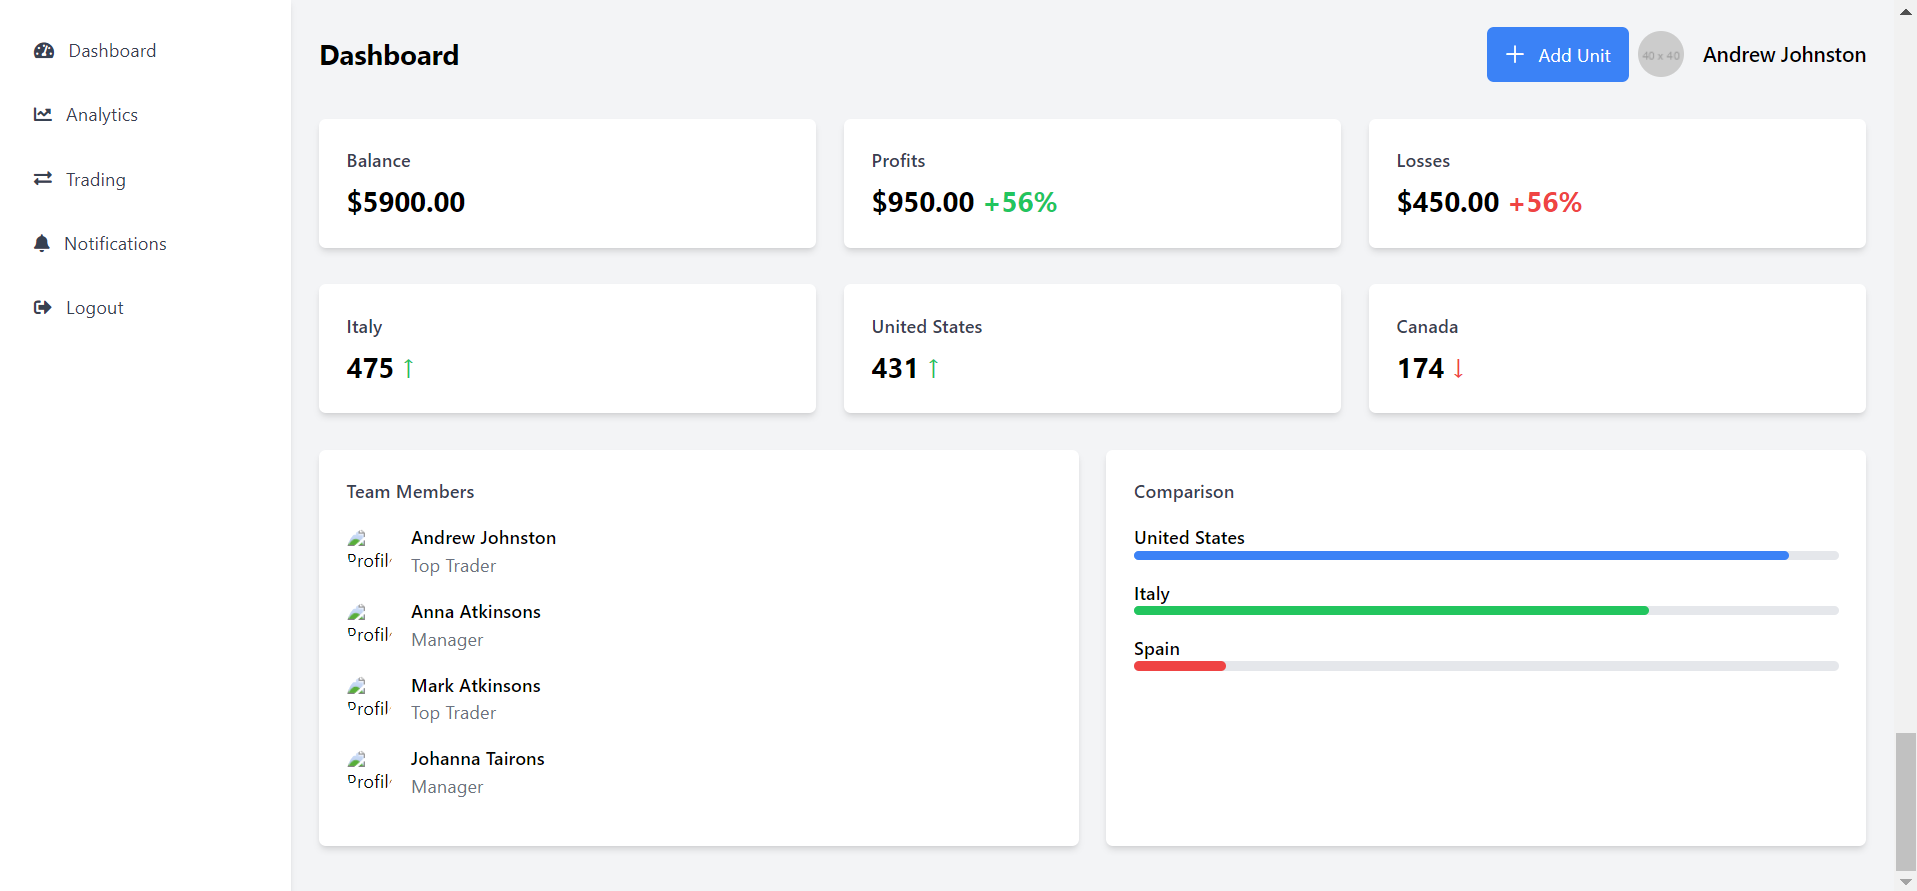 Dashboard
Analytics
Trading
Notifications
Logout
Dashboard
+ Add Unit
40 x 40
Andrew Johnston
Balance
$5900.00
Profits
$950.00 +56%
Losses
$450.00 +56%
Italy
475 ↑
United States
431 ↑
Canada
174 ↓
Team Members
Profil
Andrew Johnston
Top Trader
Profil
Anna Atkinsons
Manager
Profil
Mark Atkinsons
Top Trader
Profil
Johanna Tairons
Manager
Comparison
United States
Italy
Spain